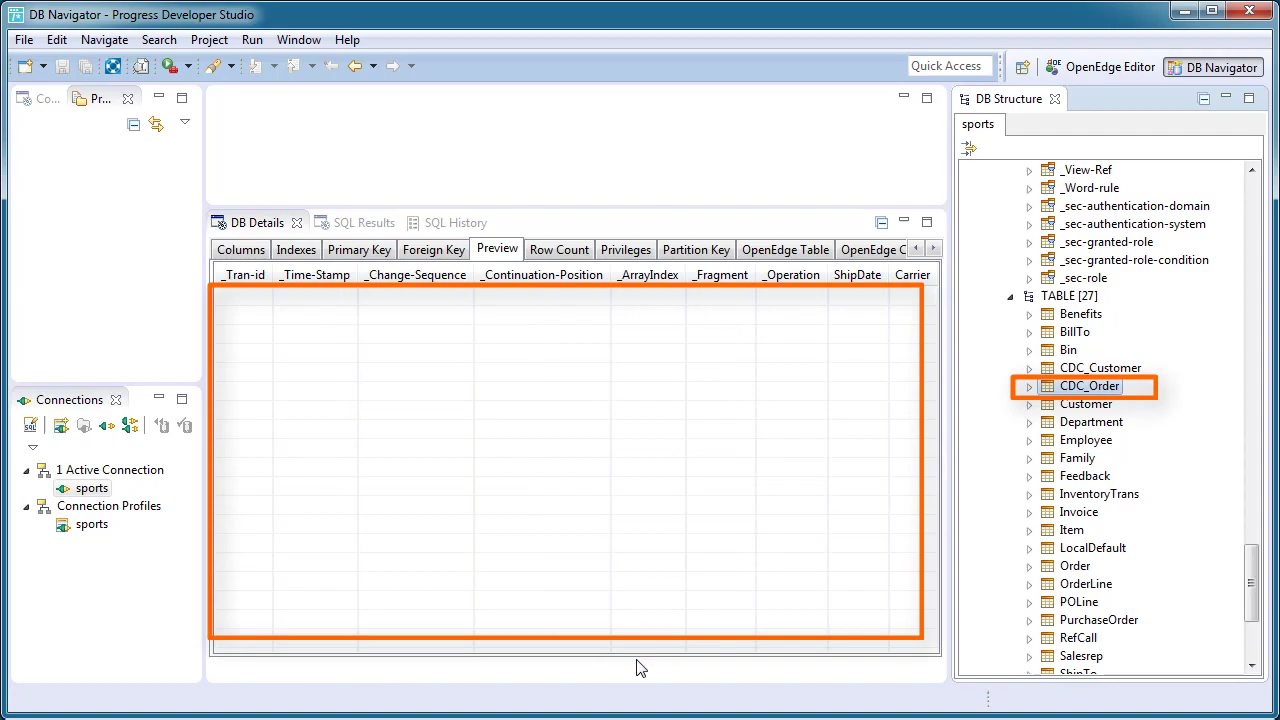 DB Navigator - Progress Developer Studio
File Edit Navigate Search Project Run Window Help
Quick Access
OpenEdge Editor
DB Navigator
Co...
Pr...
Connections
1 Active Connection
sports
Connection Profiles
sports
DB Details
SQL Results
SQL History
Columns Indexes Primary Key Foreign Key Preview Row Count Privileges Partition Key OpenEdge Table OpenEdge C
_Tran-id _Time-Stamp _Change-Sequence _Continuation-Position _ArrayIndex _Fragment _Operation ShipDate Carrier
DB Structure
sports
_View-Ref
_Word-rule
_sec-authentication-domain
_sec-authentication-system
_sec-granted-role
_sec-granted-role-condition
_sec-role
TABLE [27]
Benefits
BillTo
Bin
CDC_Customer
CDC_Order
Customer
Department
Employee
Family
Feedback
InventoryTrans
Invoice
Item
LocalDefault
Order
OrderLine
POLine
PurchaseOrder
RefCall
Salesrep
ShipTo